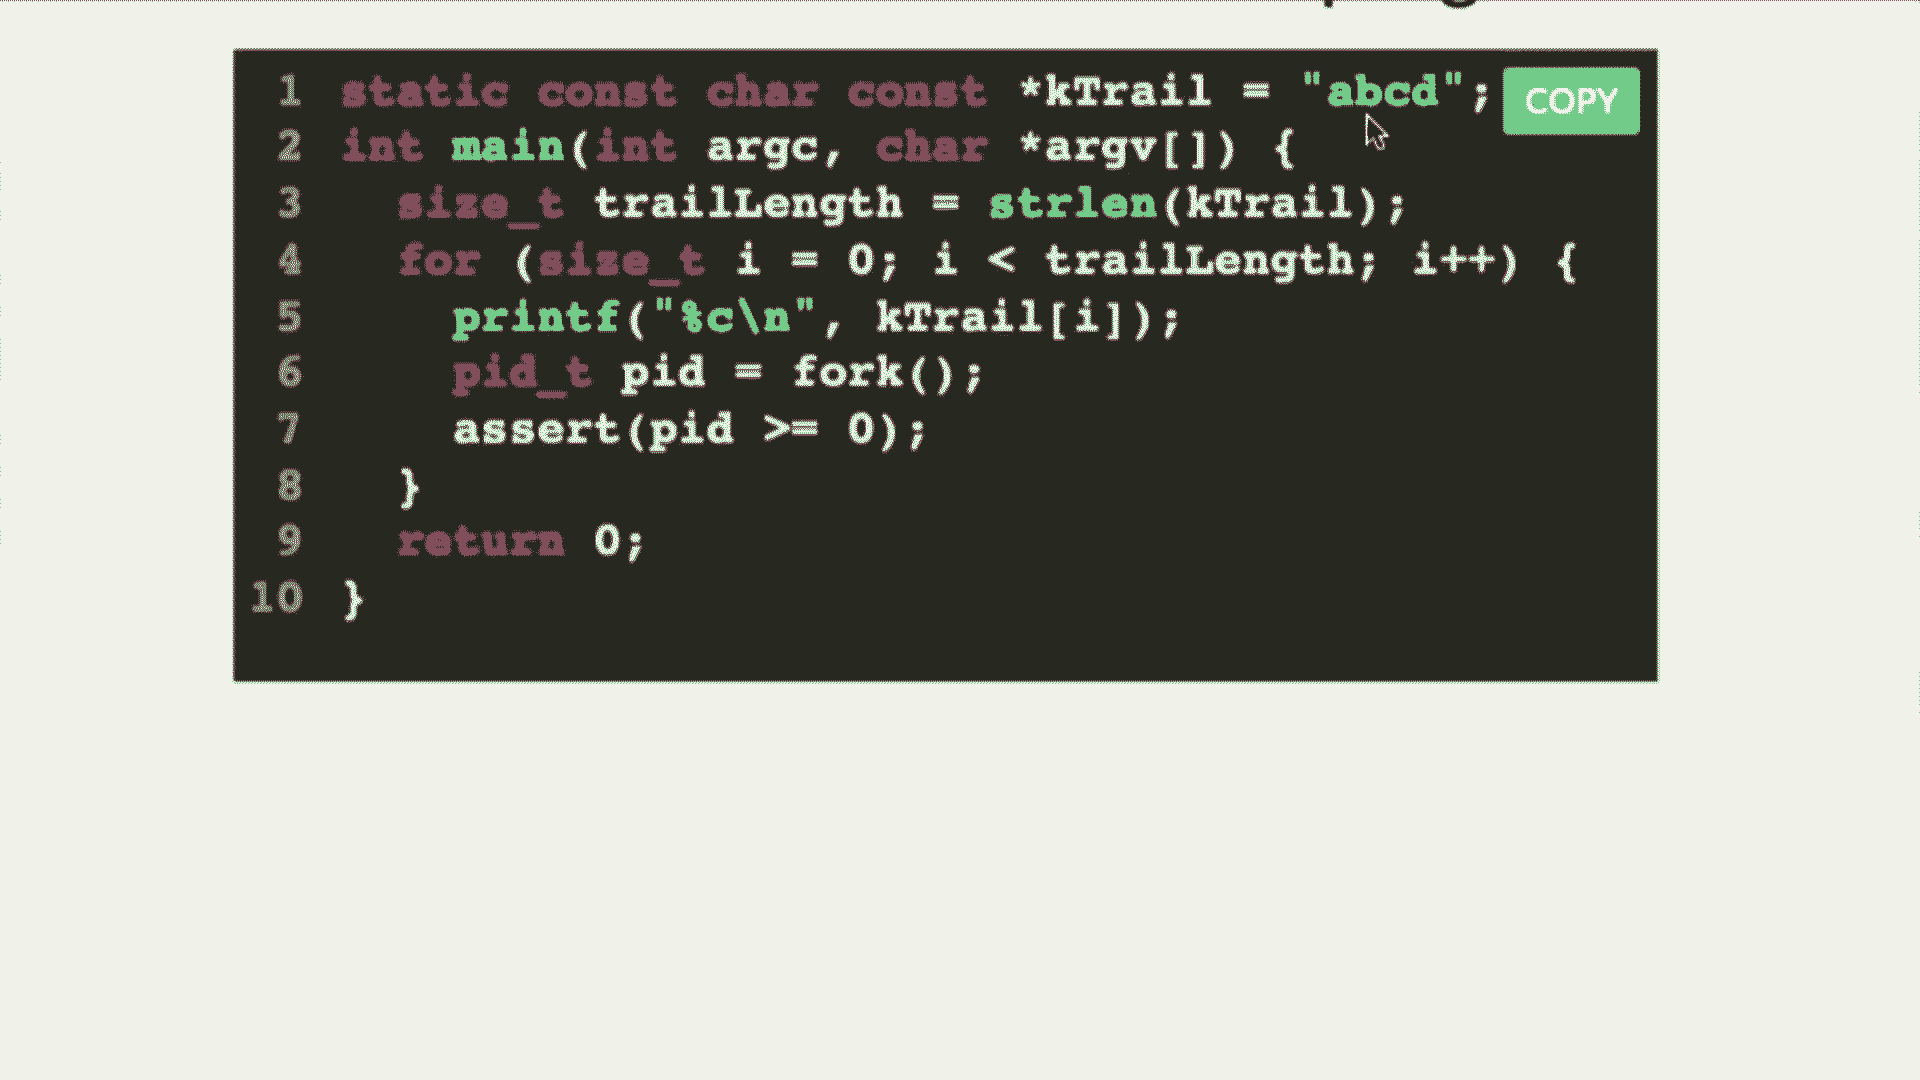 1 static const char const *kTrail = "abcd"; COPY
2 int main(int argc, char *argv[]) {
3 size_t trailLength = strlen(kTrail);
4 for (size_t i = 0; i < trailLength; i++) {
5 printf("%c\n", kTrail[i]);
6 pid_t pid = fork();
7 assert(pid >= 0);
8 }
9 return 0;
10 }